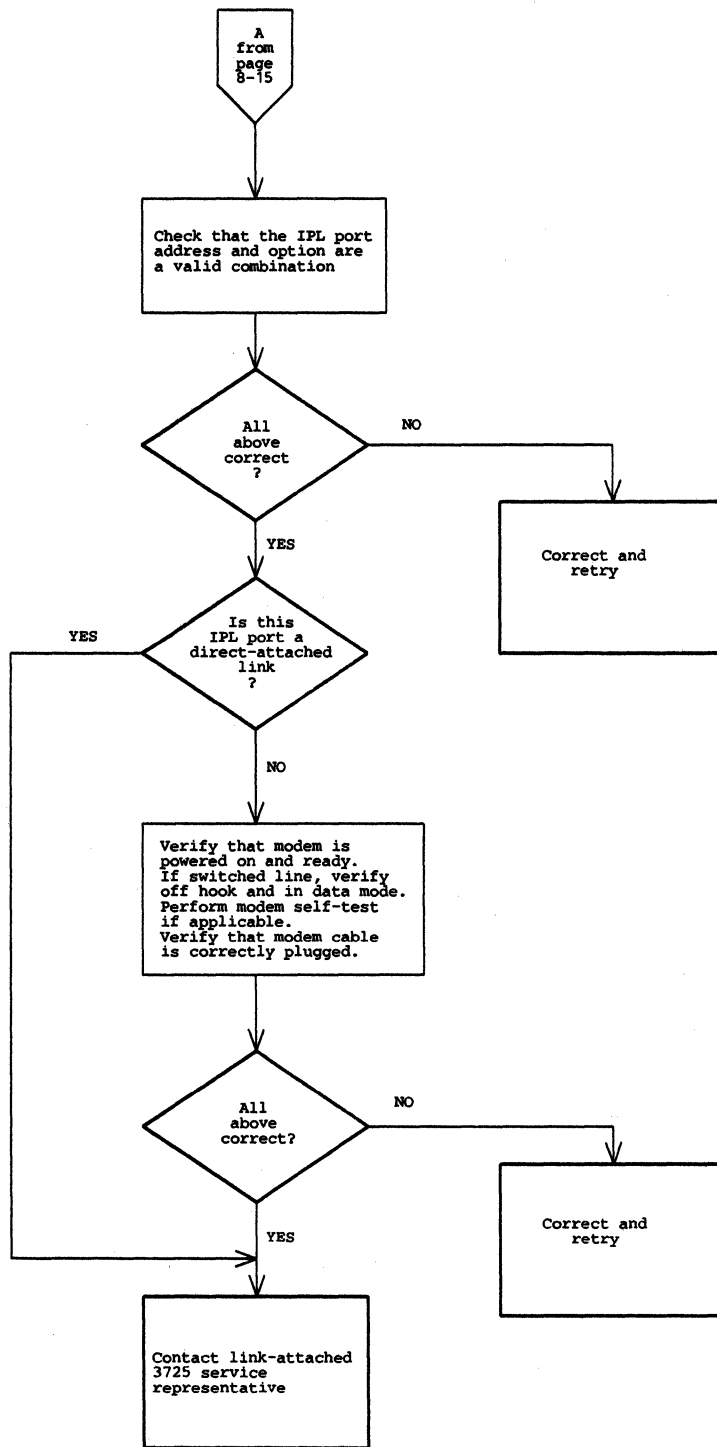 A
from
page
8-15
Check that the IPL port
address and option are
a valid combination
All
above
correct
?
NO
YES
Correct and
retry
Is this
IPL port a
direct-attached
link
?
YES
NO
Verify that modem is
powered on and ready.
If switched line, verify
off hook and in data mode.
Perform modem self-test
if applicable.
Verify that modem cable
is correctly plugged.
All
above
correct?
NO
YES
Correct and
retry
Contact link-attached
3725 service
representative